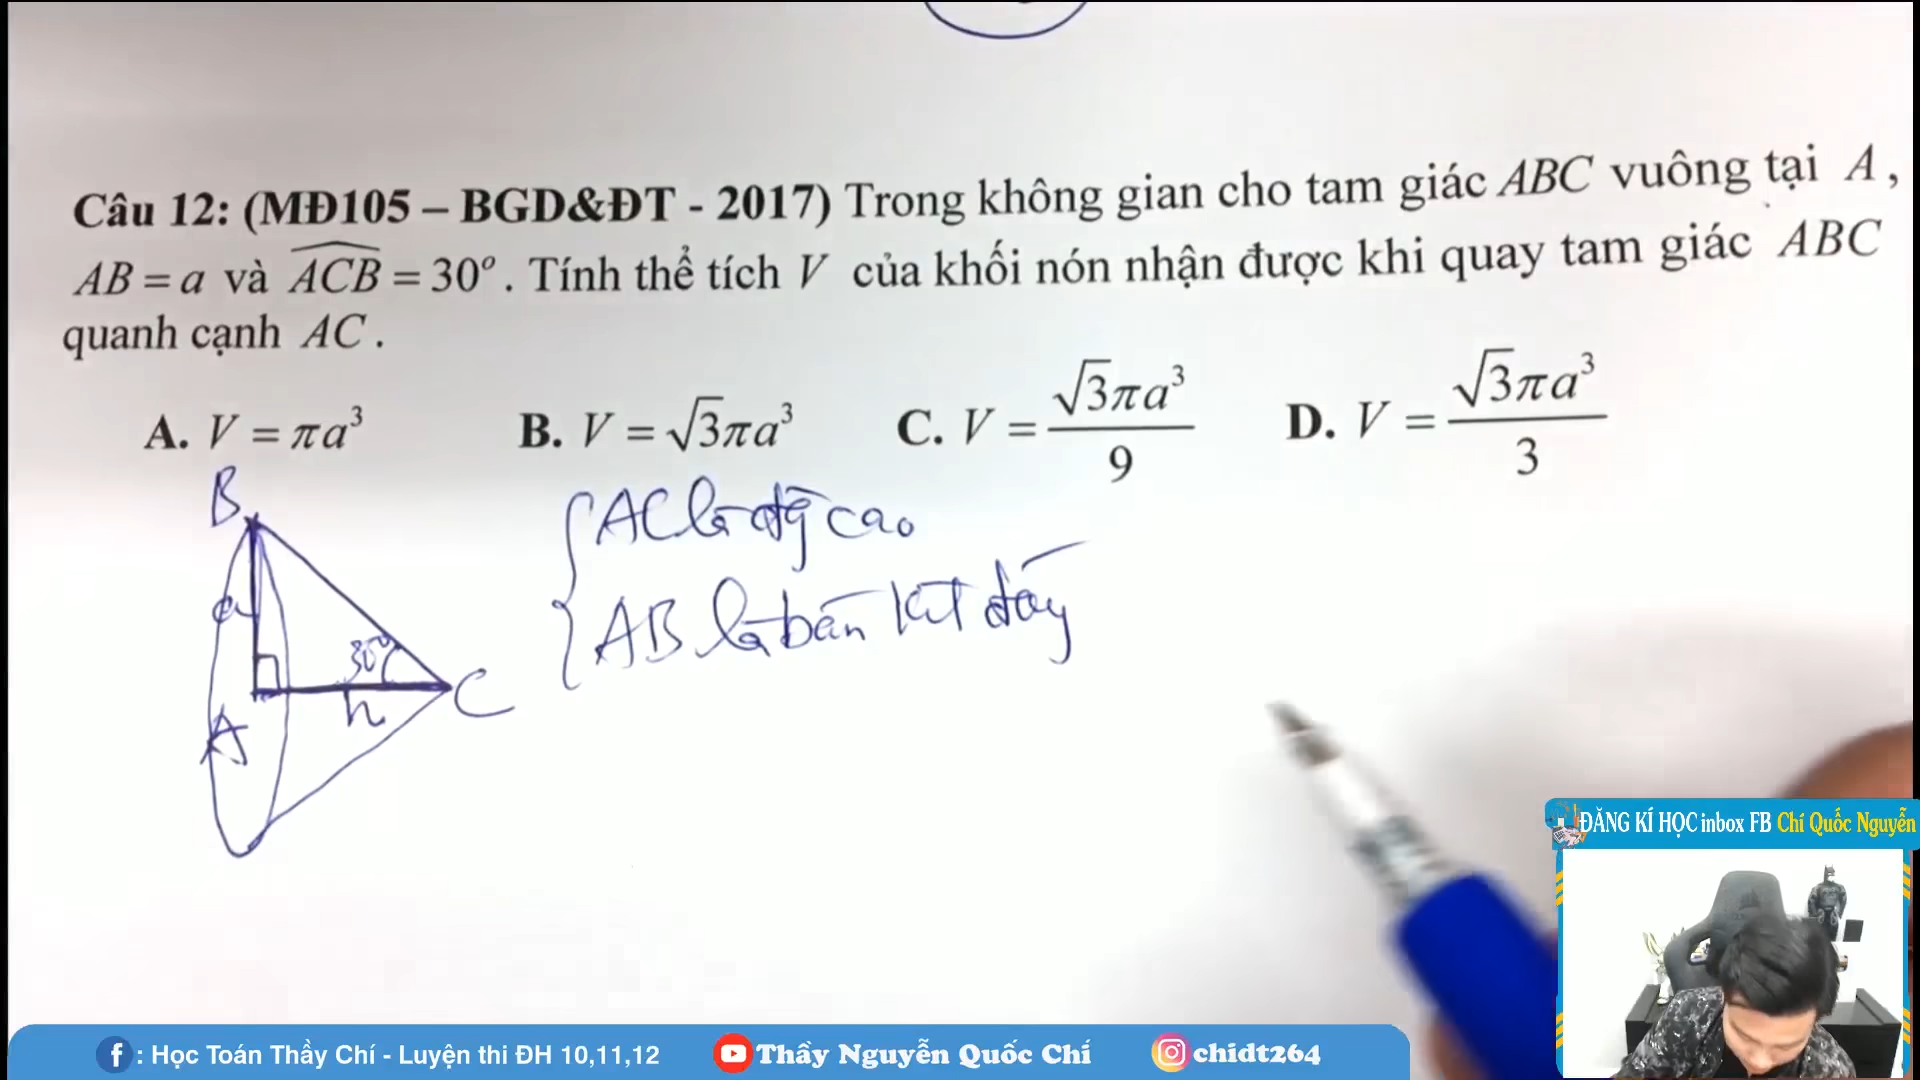 Câu 12: (MĐ105 – BGD&ĐT - 2017) Trong không gian cho tam giác ABC vuông tại A,
AB = a và \widehat{ACB} = 30°. Tính thể tích V của khối nón nhận được khi quay tam giác ABC
quanh cạnh AC.
A. V = πa³ B. V = √3πa³ C. V = √3πa³/9 D. V = √3πa³/3
B
a
30°
A
h
C
AC là đg cao
AB là bán kít đáy
ĐĂNG KÍ HỌC inbox FB Chí Quốc Nguyễn
f : Học Toán Thầy Chí - Luyện thi ĐH 10,11,12 Thầy Nguyễn Quốc Chí chidt264